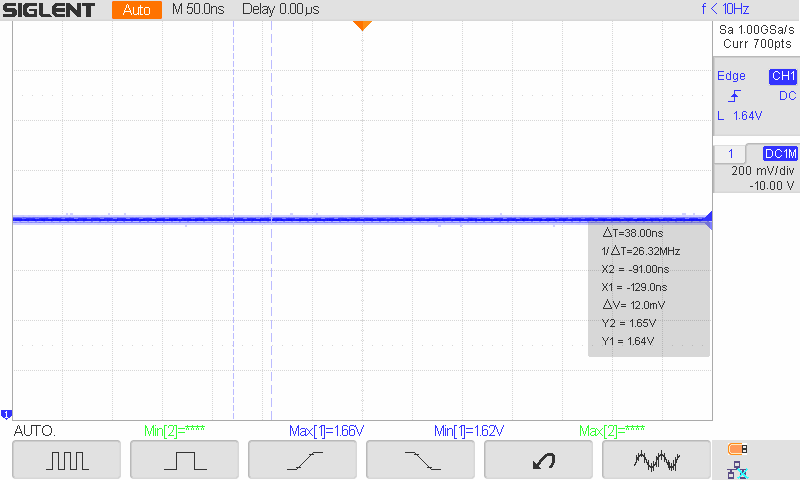 SIGLENT Auto M 50.0ns Delay 0.00μs f < 10Hz
Sa 1.00GSa/s
Curr 700pts
Edge CH1
DC
L 1.64V
1 DC1M
200 mV/div
-10.00 V
△T=38.00ns
1/△T=26.32MHz
X2 = -91.00ns
X1 = -129.0ns
△V= 12.0mV
Y2 = 1.65V
Y1 = 1.64V
1
AUTO. Min[2]=**** Max[1]=1.66V Min[1]=1.62V Max[2]=****